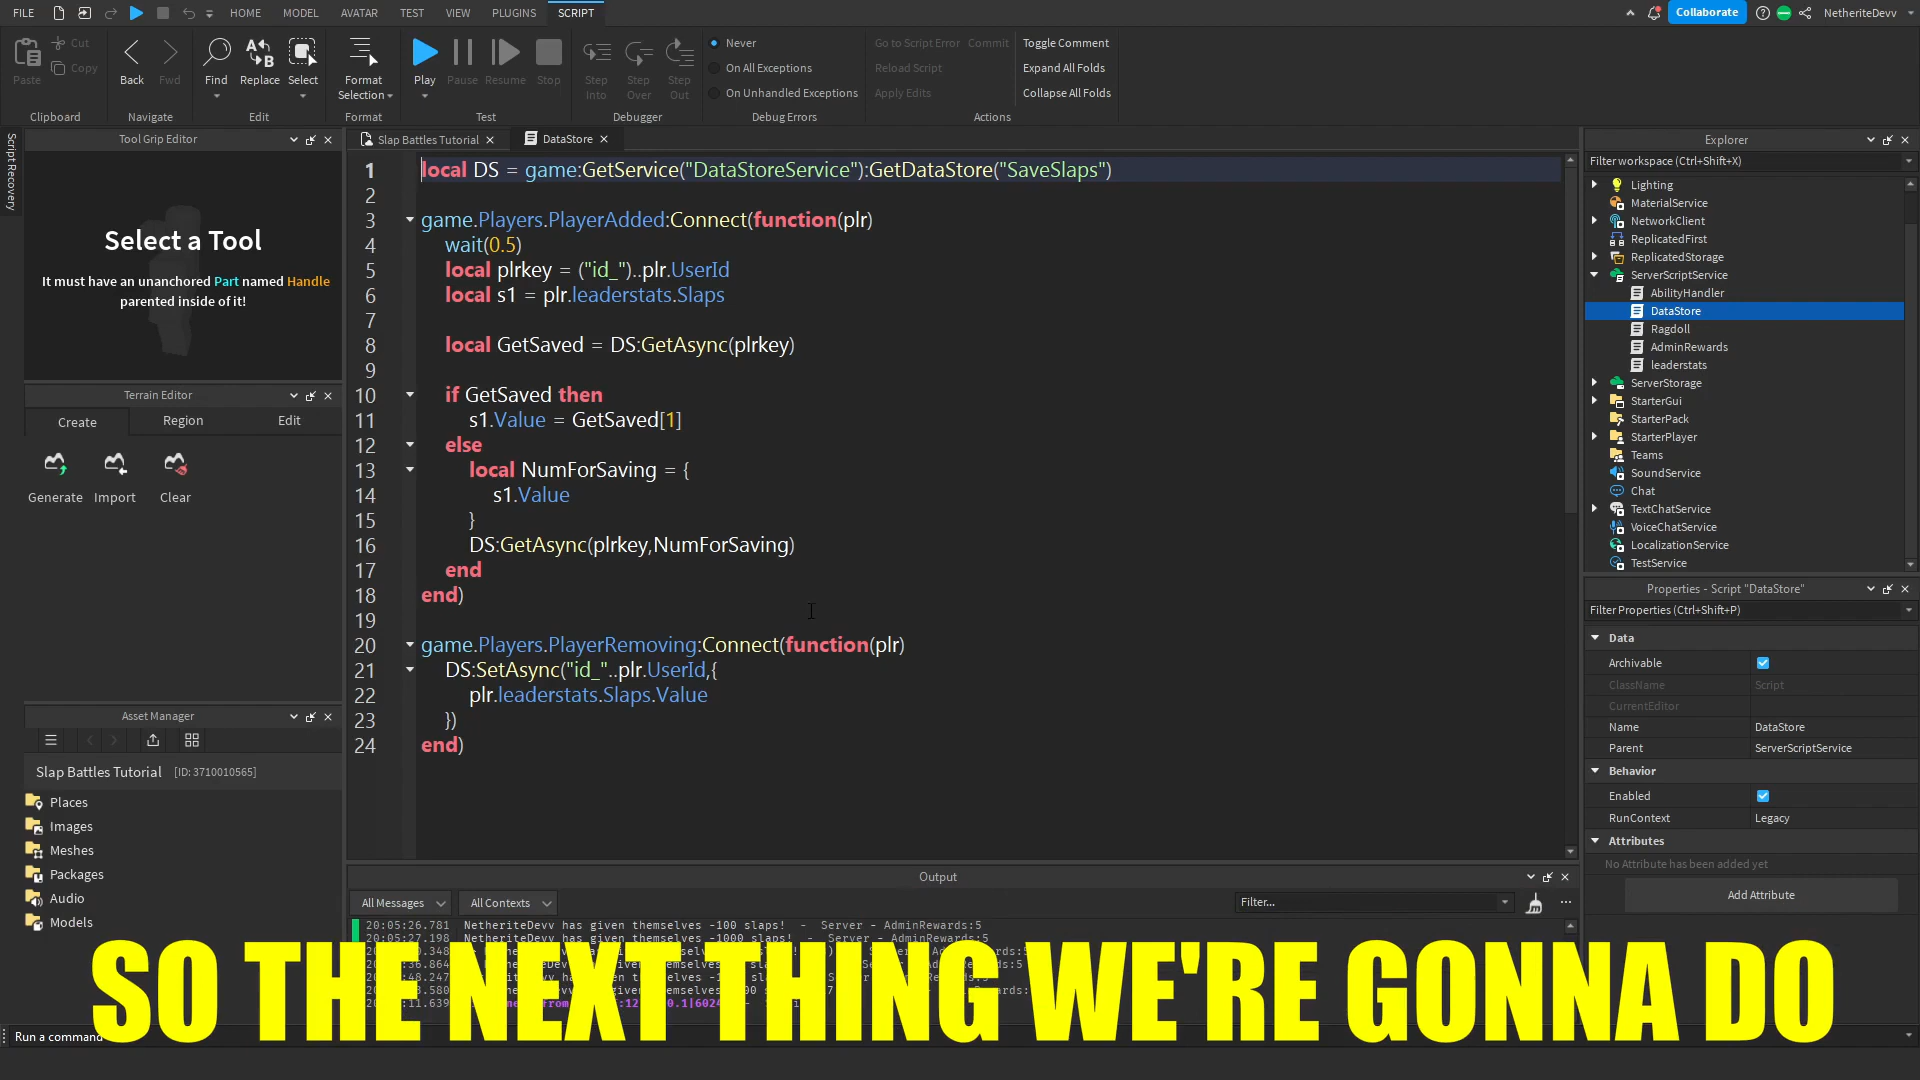 FILE HOME MODEL AVATAR TEST VIEW PLUGINS SCRIPT Collaborate NetheriteDevv
Paste Cut Copy Back Fwd Find Replace Select Format Selection Play Pause Resume Stop Step Into Step Over Step Out
Never Go to Script Error Commit Toggle Comment
On All Exceptions Reload Script Expand All Folds
On Unhandled Exceptions Apply Edits Collapse All Folds
Clipboard Navigate Edit Format Test Debugger Debug Errors Actions
Script Recovery
Tool Grip Editor
Select a Tool
It must have an unanchored Part named Handle
parented inside of it!
Terrain Editor
Create Region Edit
Generate Import Clear
Asset Manager
Slap Battles Tutorial [ID: 3710010565]
Places
Images
Meshes
Packages
Audio
Models
Slap Battles Tutorial DataStore
1 local DS = game:GetService("DataStoreService"):GetDataStore("SaveSlaps")
2
3 game.Players.PlayerAdded:Connect(function(plr)
4 wait(0.5)
5 local plrkey = ("id_")..plr.UserId
6 local s1 = plr.leaderstats.Slaps
7
8 local GetSaved = DS:GetAsync(plrkey)
9
10 if GetSaved then
11 s1.Value = GetSaved[1]
12 else
13 local NumForSaving = {
14 s1.Value
15 }
16 DS:GetAsync(plrkey,NumForSaving)
17 end
18 end)
19
20 game.Players.PlayerRemoving:Connect(function(plr)
21 DS:SetAsync("id_"..plr.UserId,{
22 plr.leaderstats.Slaps.Value
23 })
24 end)
Output
All Messages All Contexts Filter...
20:05:26.781 NetheriteDevv has given themselves -100 slaps! - Server - AdminRewards:5
20:05:27.198 NetheriteDevv has given themselves -1000 slaps! - Server - AdminRewards:5
Run a command
Explorer
Filter workspace (Ctrl+Shift+X)
Lighting
MaterialService
NetworkClient
ReplicatedFirst
ReplicatedStorage
ServerScriptService
AbilityHandler
DataStore
Ragdoll
AdminRewards
leaderstats
ServerStorage
StarterGui
StarterPack
StarterPlayer
Teams
SoundService
Chat
TextChatService
VoiceChatService
LocalizationService
TestService
Properties - Script "DataStore"
Filter Properties (Ctrl+Shift+P)
Data
Archivable
ClassName Script
CurrentEditor
Name DataStore
Parent ServerScriptService
Behavior
Enabled
RunContext Legacy
Attributes
No Attribute has been added yet
Add Attribute
SO THE NEXT THING WE'RE GONNA DO